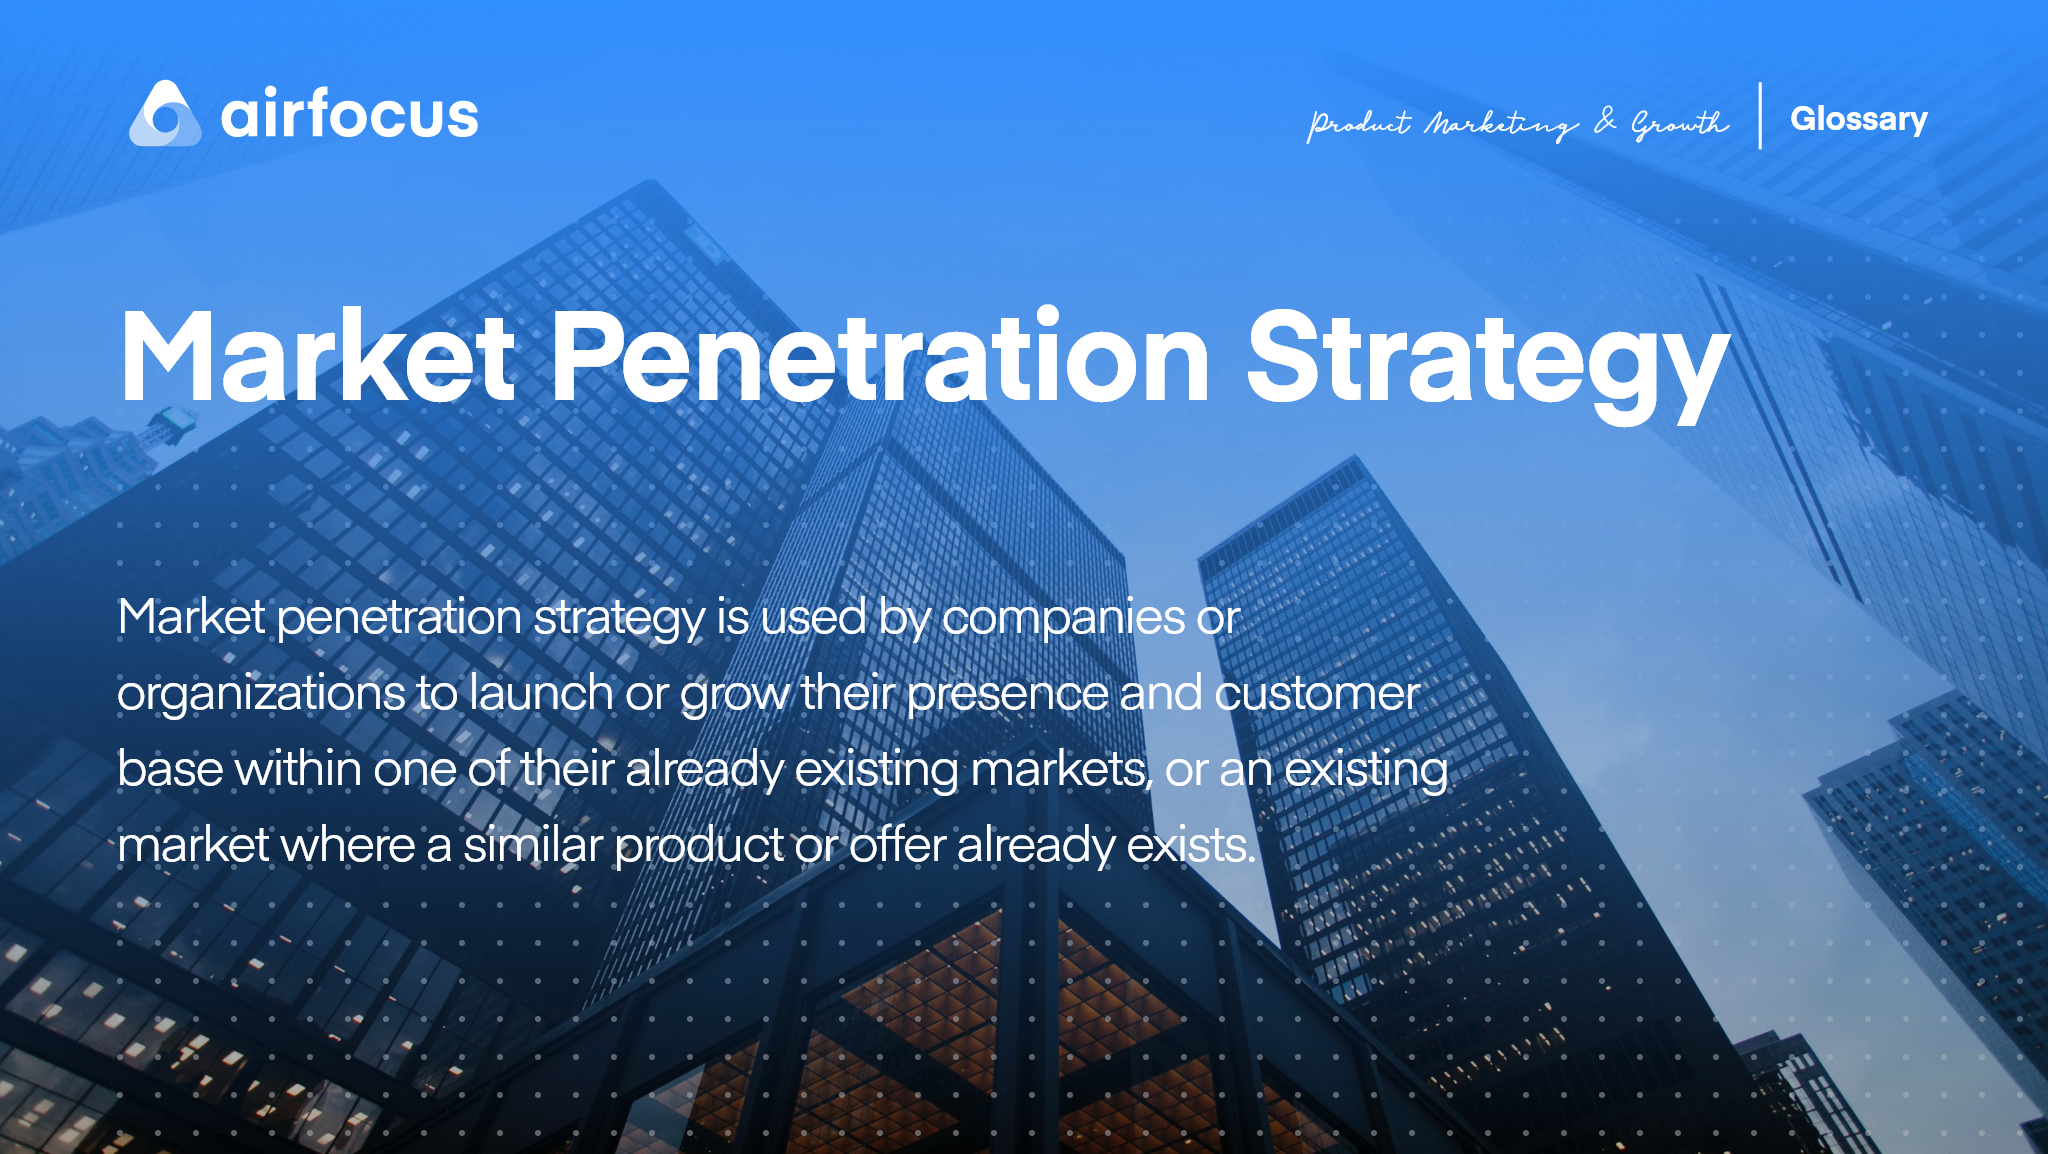 airfocus
Product Marketing & Growth | Glossary
Market Penetration Strategy
Market penetration strategy is used by companies or
organizations to launch or grow their presence and customer
base within one of their already existing markets, or an existing
market where a similar product or offer already exists.